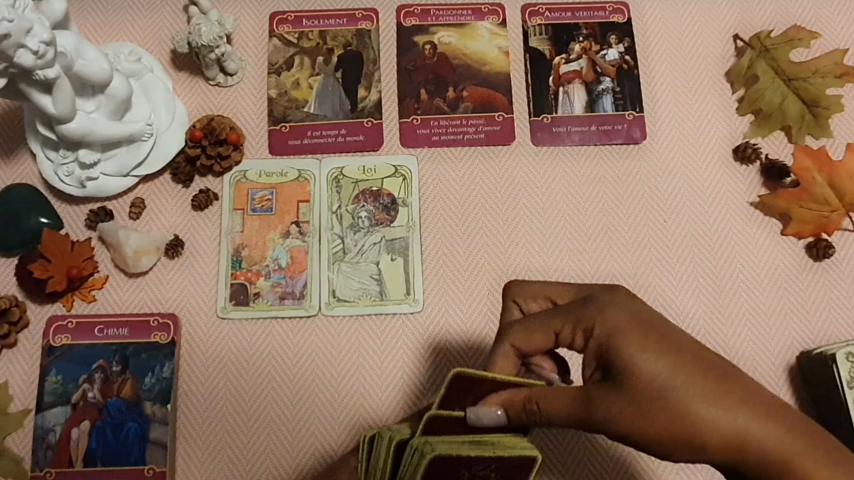 ISOLEMENT
Il est temps de
vous déconnecter du monde.
PARDONNER
ET APPRENDRE
En libérant le passé,
vous vivez davantage d'amour
au moment présent.
AMOUR VÉRITABLE
Voici l'amour de votre vie !
Parole
Loi
CHIMIE